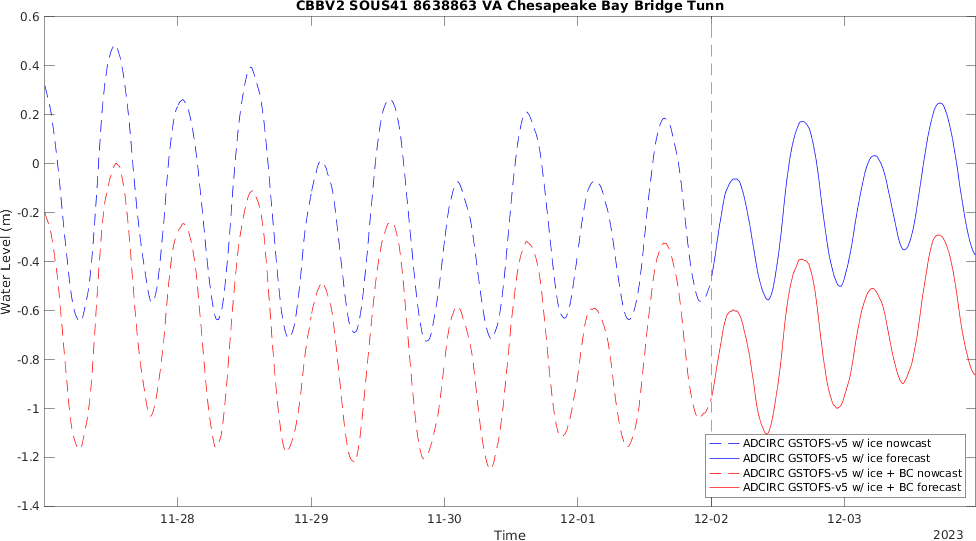 CBBV2 SOUS41 8638863 VA Chesapeake Bay Bridge Tunn
0.6
0.4
0.2
0
-0.2
-0.4
-0.6
-0.8
-1
-1.2
-1.4
Water Level (m)
ADCIRC GSTOFS-v5 w/ ice nowcast
ADCIRC GSTOFS-v5 w/ ice forecast
ADCIRC GSTOFS-v5 w/ ice + BC nowcast
ADCIRC GSTOFS-v5 w/ ice + BC forecast
11-28
11-29
11-30
12-01
12-02
12-03
Time
2023